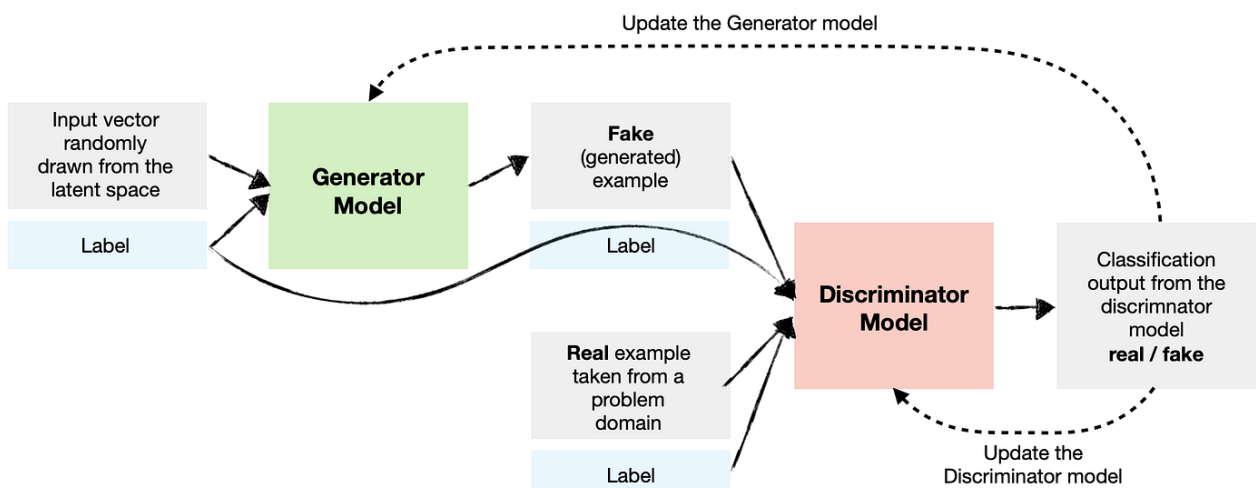 Update the Generator model
Input vector
randomly
drawn from the
latent space
Label
Generator
Model
Fake
(generated)
example
Label
Real example
taken from a
problem
domain
Label
Discriminator
Model
Classification
output from the
discrimnator
model
real / fake
Update the
Discriminator model